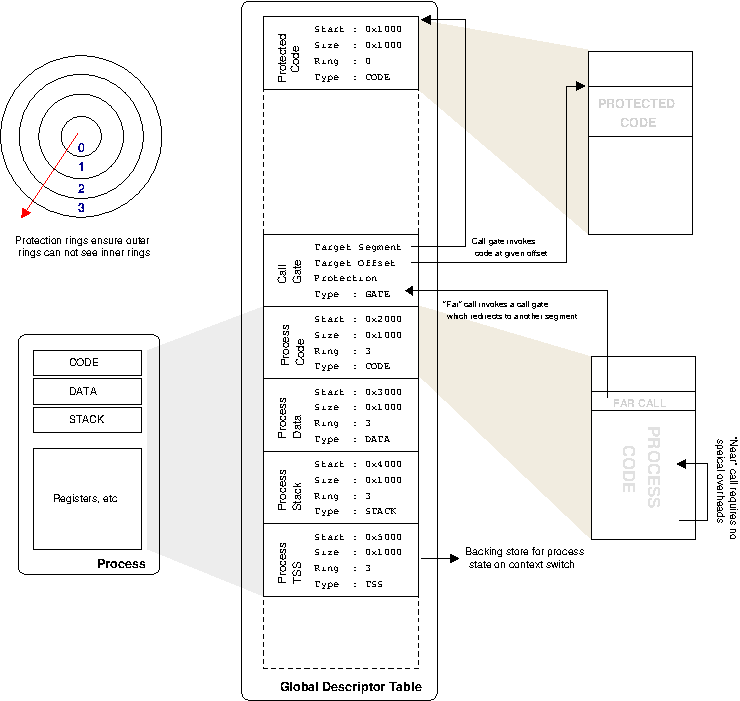 Protected
Code
Start : 0x1000
Size : 0x1000
Ring : 0
Type : CODE
PROTECTED
CODE
0
1
2
3
Protection rings ensure outer
rings can not see inner rings
Call
Gate
Target Segment
Target Offset
Protection
Type : GATE
Call gate invokes
code at given offset
"Far" call invokes a call gate
which redirects to another segment
Process
Code
Start : 0x2000
Size : 0x1000
Ring : 3
Type : CODE
Process
Data
Start : 0x3000
Size : 0x1000
Ring : 3
Type : DATA
Process
Stack
Start : 0x4000
Size : 0x1000
Ring : 3
Type : STACK
Process
TSS
Start : 0x5000
Size : 0x1000
Ring : 3
Type : TSS
CODE
DATA
STACK
Registers, etc
Process
FAR CALL
PROCESS
CODE
"Near" call requires no
speical overheads
Backing store for process
state on context switch
Global Descriptor Table